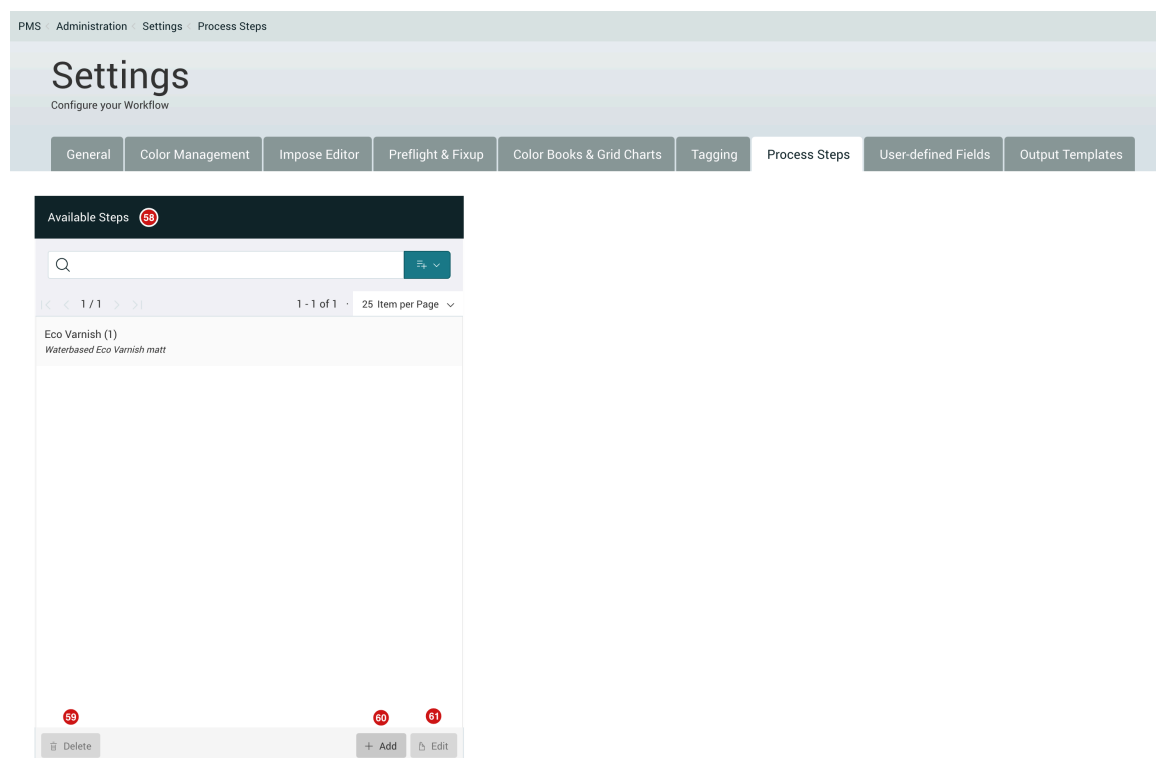 PMS Administration Settings Process Steps
Settings
Configure your Workflow
General Color Management Impose Editor Preflight & Fixup Color Books & Grid Charts Tagging Process Steps User-defined Fields Output Templates
Available Steps 58
1 / 1 1 - 1 of 1 · 25 Item per Page
Eco Varnish (1)
Waterbased Eco Varnish matt
59 60 61
Delete + Add Edit